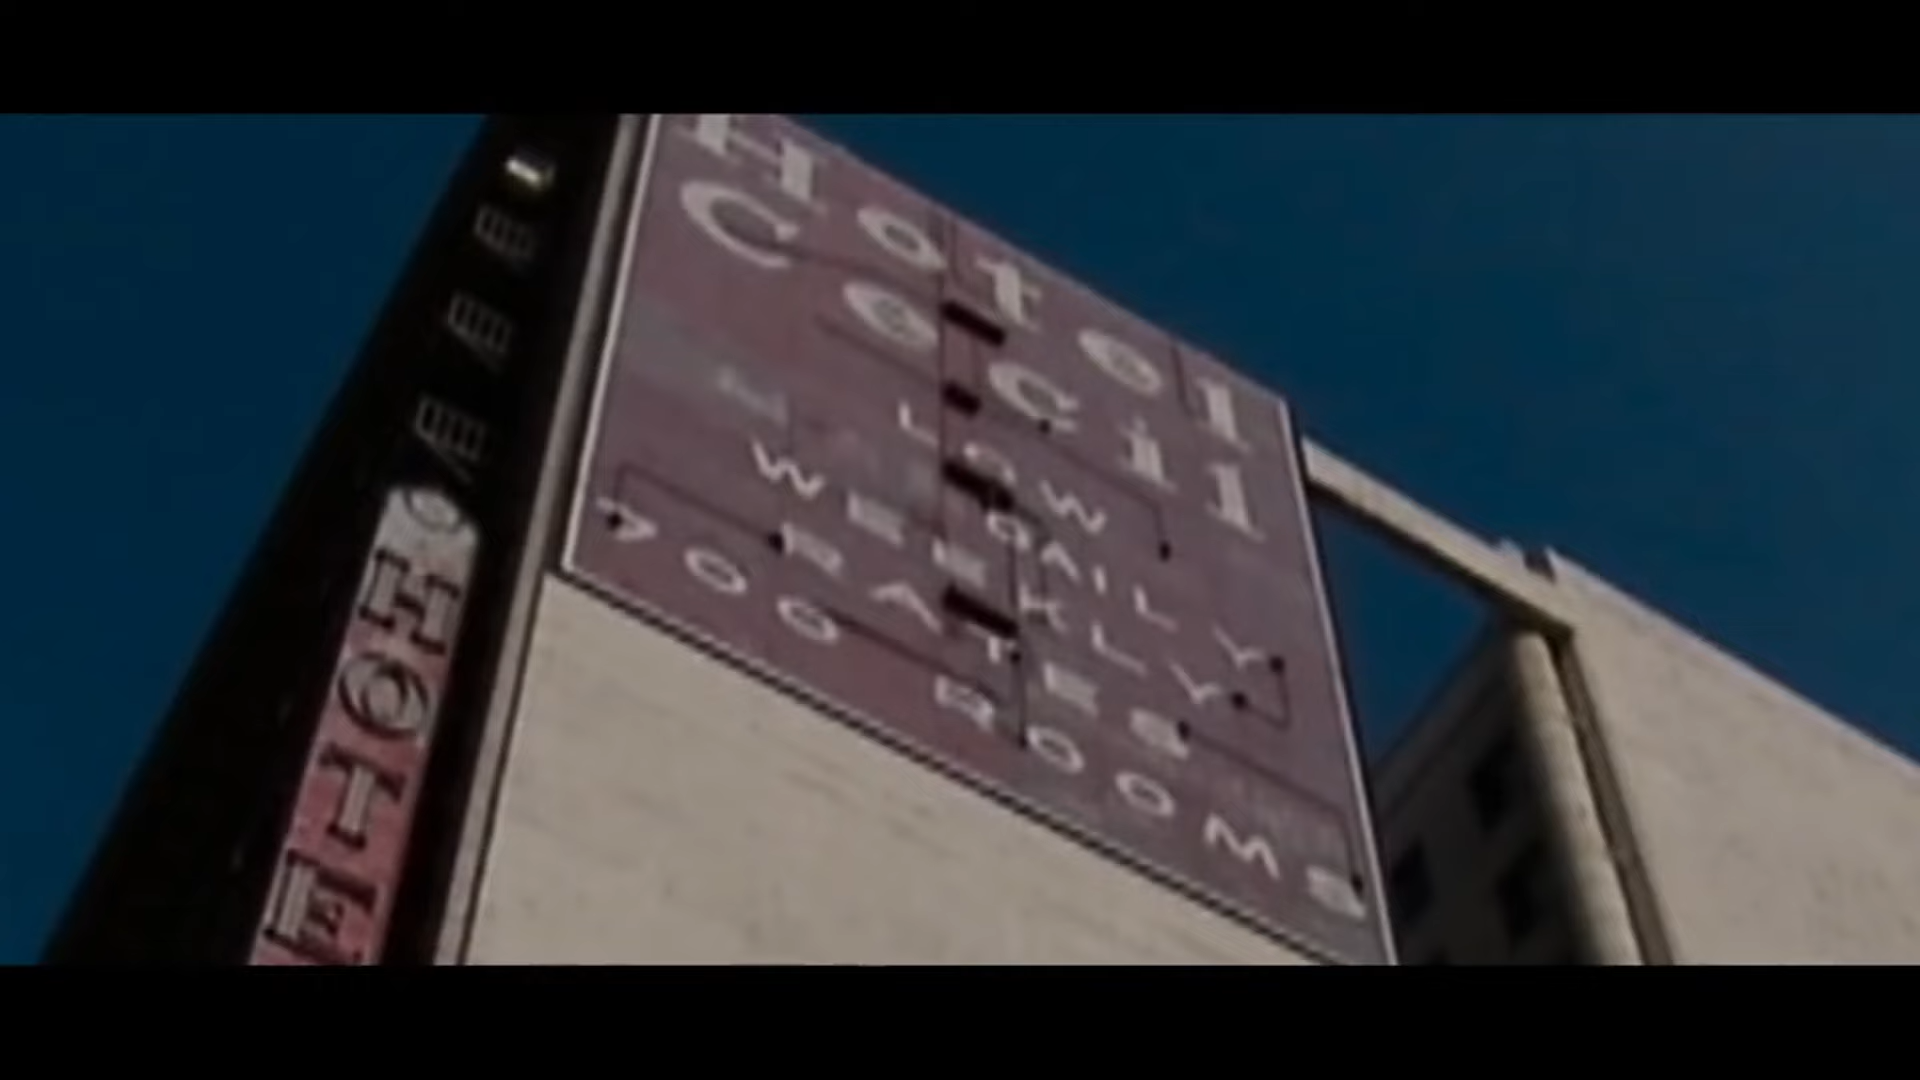 Hotel
Cecil
LOW
DAILY
WEEKLY
RATES
700 ROOMS
HOTE